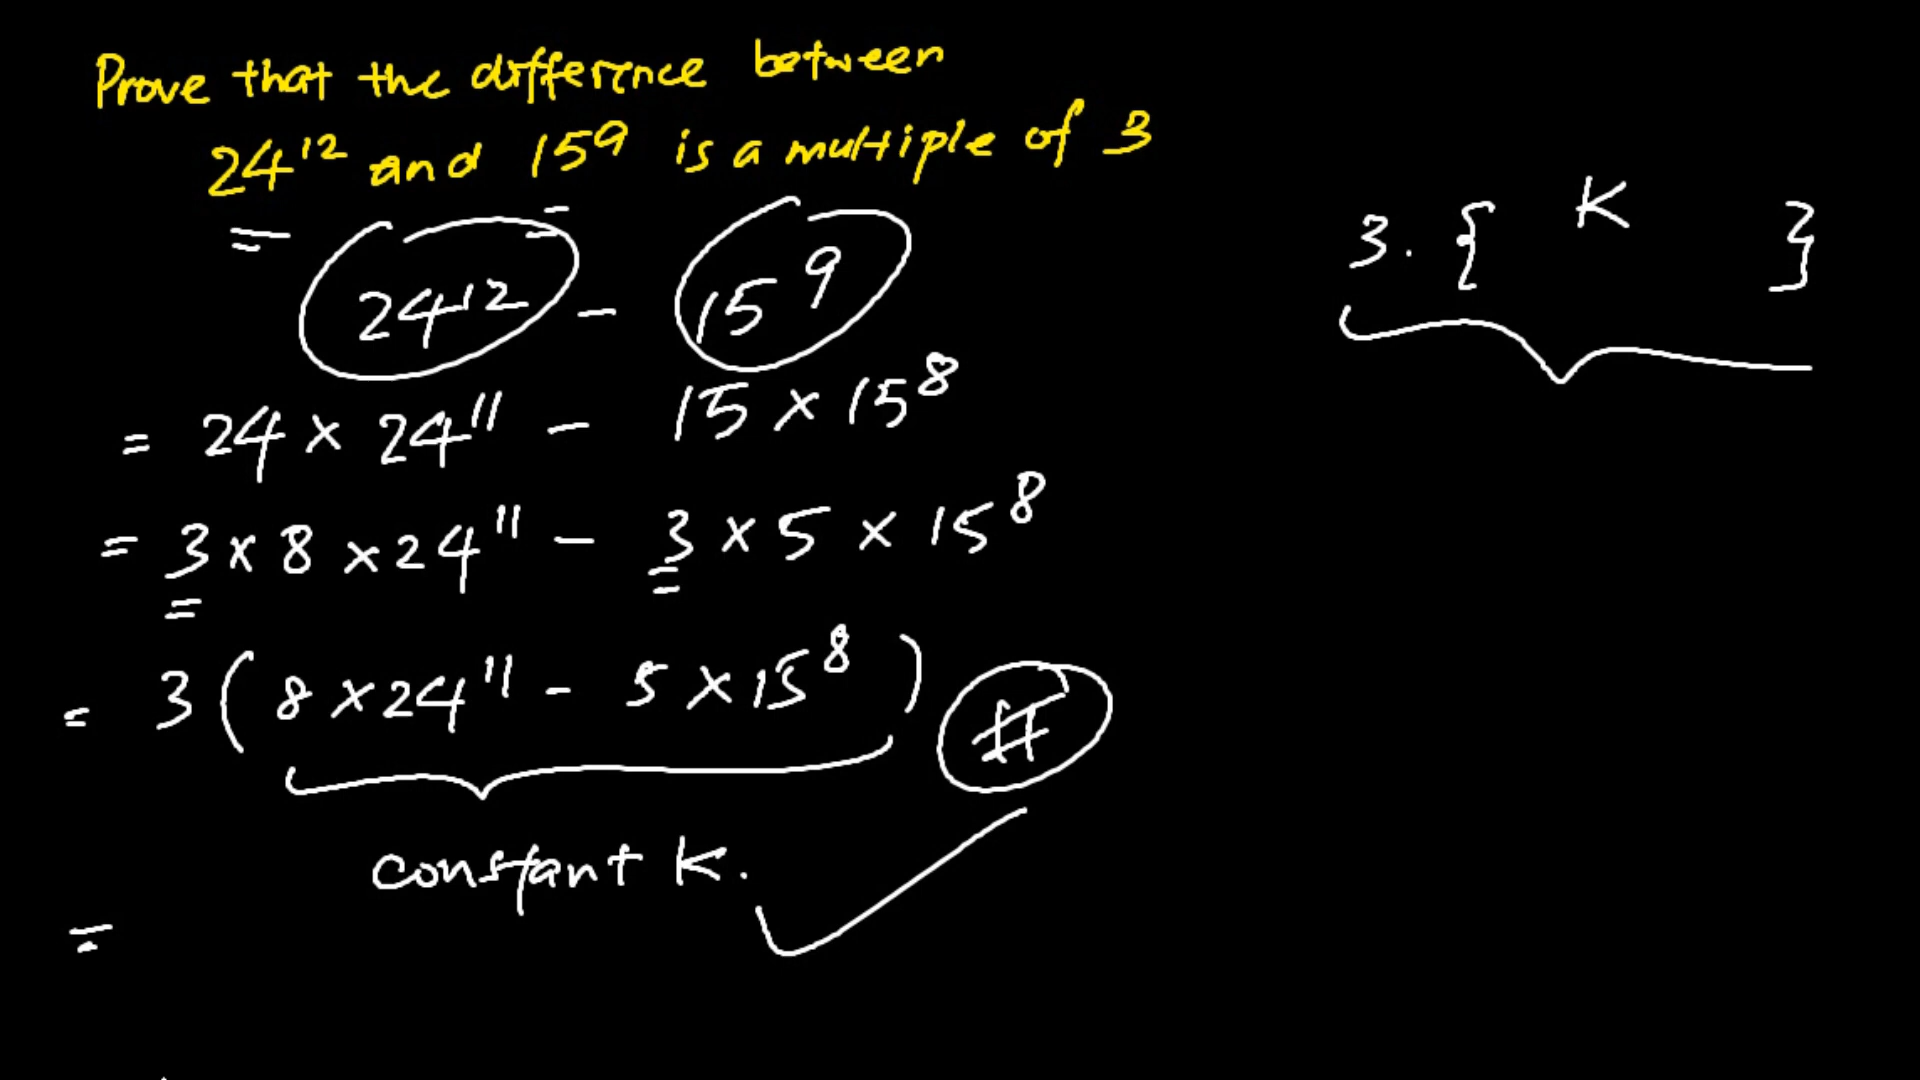 Prove that the difference between
24¹² and 15⁹ is a multiple of 3
3. { K }
24¹² - 15⁹
= 24 × 24¹¹ - 15 × 15⁸
= 3 × 8 × 24¹¹ - 3 × 5 × 15⁸
= 3 ( 8 × 24¹¹ - 5 × 15⁸ ) #
constant K.
=